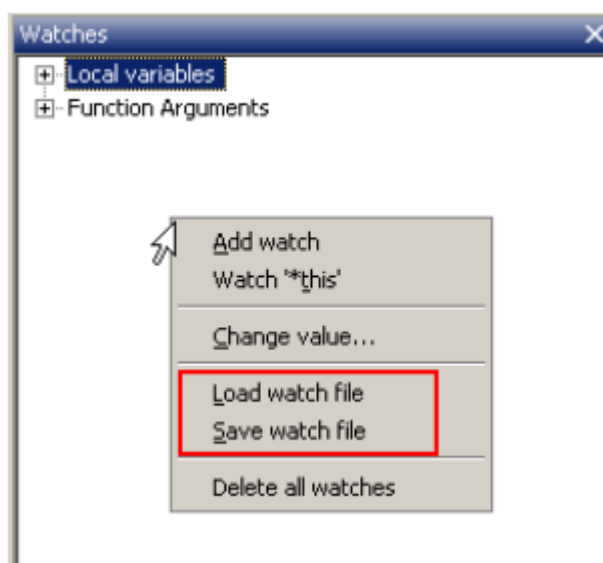 Watches
Local variables
Function Arguments
Add watch
Watch '*this'
Change value...
Load watch file
Save watch file
Delete all watches